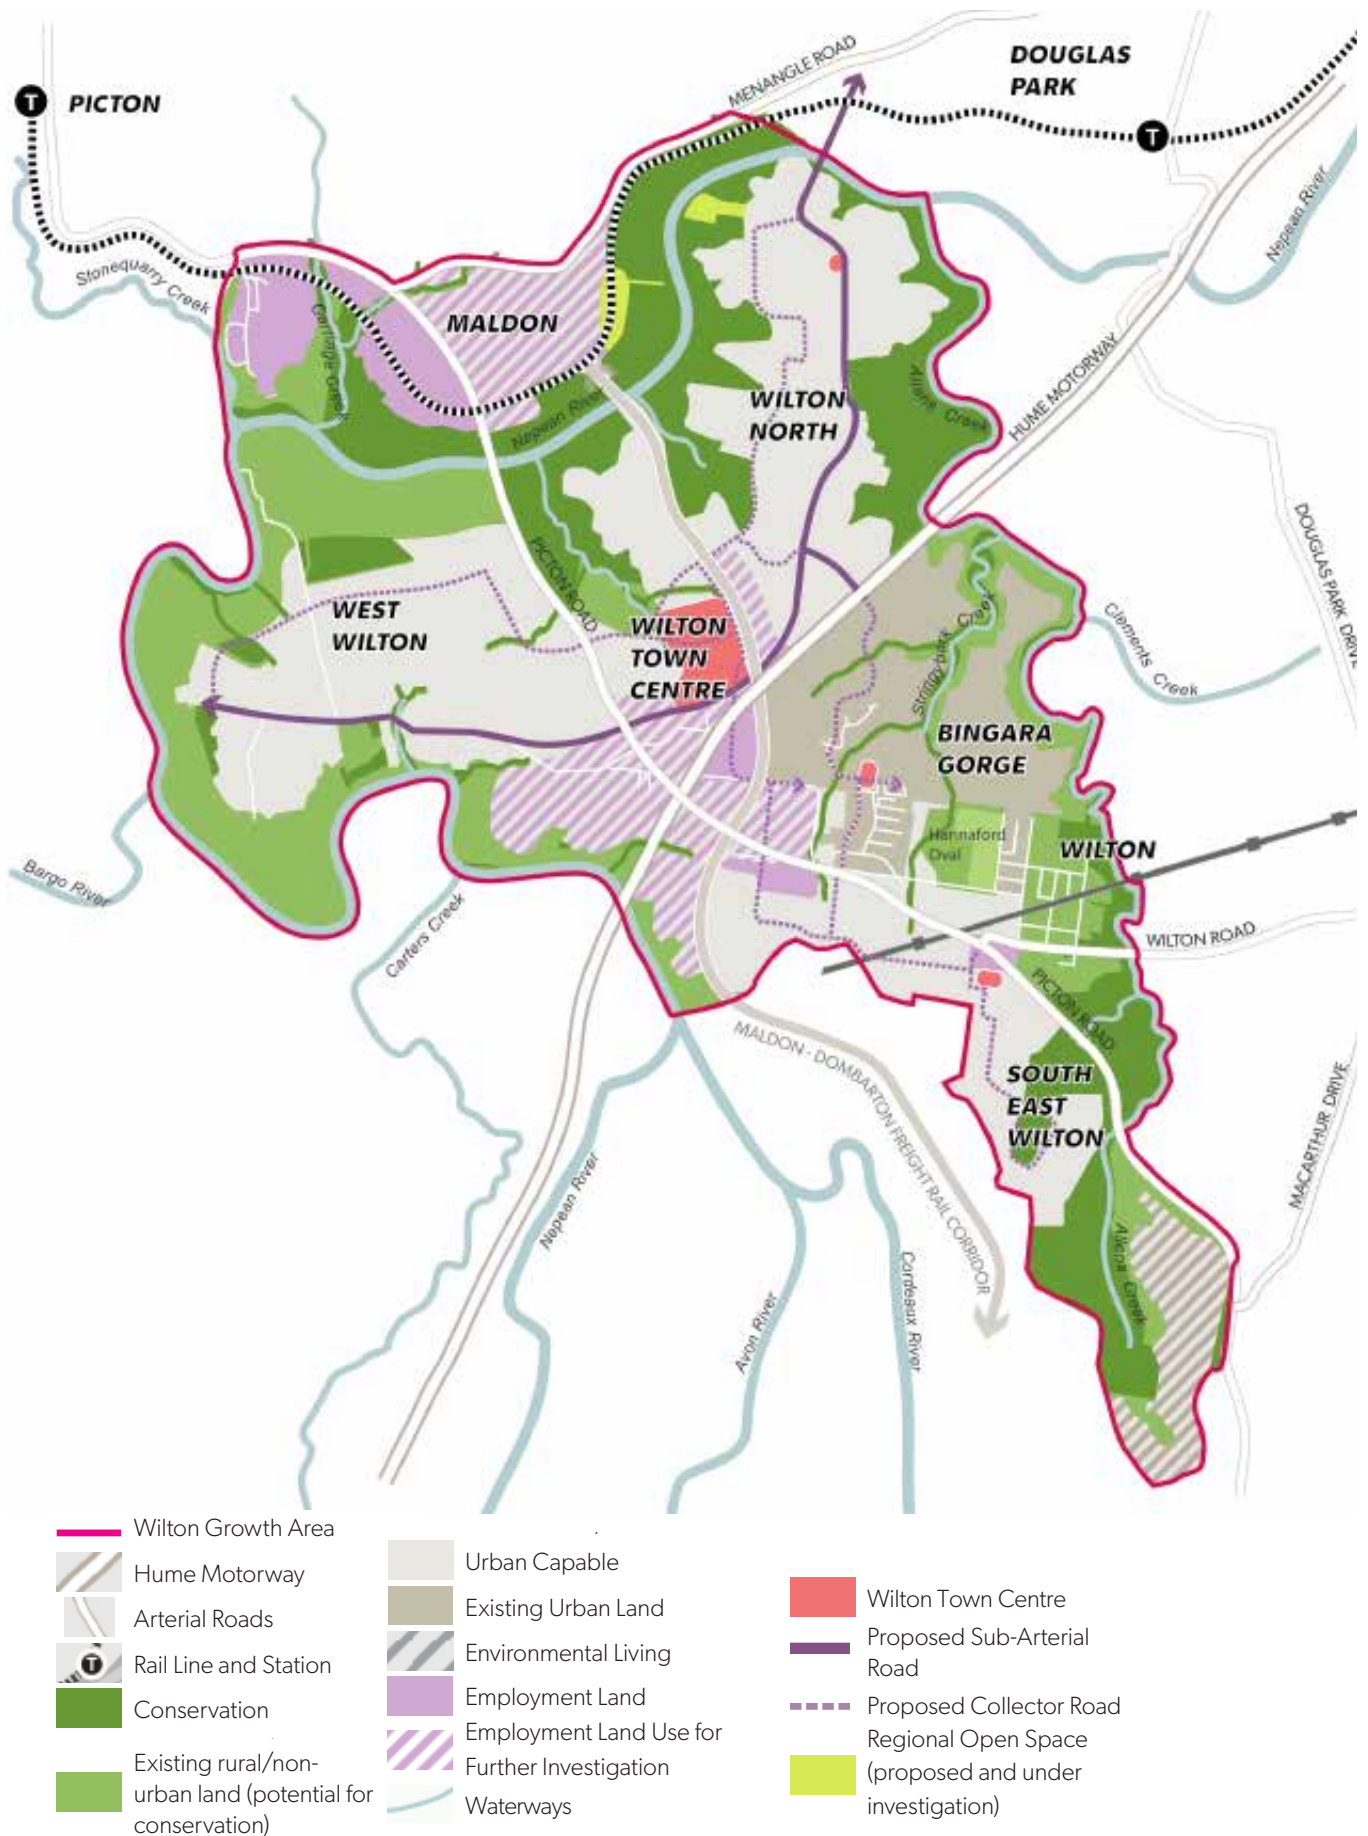 MENANGLE ROAD
DOUGLAS
PARK
T
PICTON
T
Nepean River
Stonequarry Creek
Carriage Creek
MALDON
HUME MOTORWAY
Allens Creek
WILTON
NORTH
Nepean River
DOUGLAS PARK DRIVE
PICTON ROAD
WEST
WILTON
WILTON
TOWN
CENTRE
Stringybark Creek
Clements Creek
BINGARA
GORGE
Hannaford
Oval
WILTON
Bargo River
Carters Creek
WILTON ROAD
PICTON ROAD
MALDON - DOMBARTON FREIGHT RAIL CORRIDOR
SOUTH
EAST
WILTON
MACARTHUR DRIVE
Nepean River
Allens Creek
Avon River
Cordeaux River
Wilton Growth Area
Hume Motorway
Arterial Roads
T
Rail Line and Station
Conservation
Existing rural/non-
urban land (potential for
conservation)
Urban Capable
Existing Urban Land
Environmental Living
Employment Land
Employment Land Use for
Further Investigation
Waterways
Wilton Town Centre
Proposed Sub-Arterial
Road
Proposed Collector Road
Regional Open Space
(proposed and under
investigation)